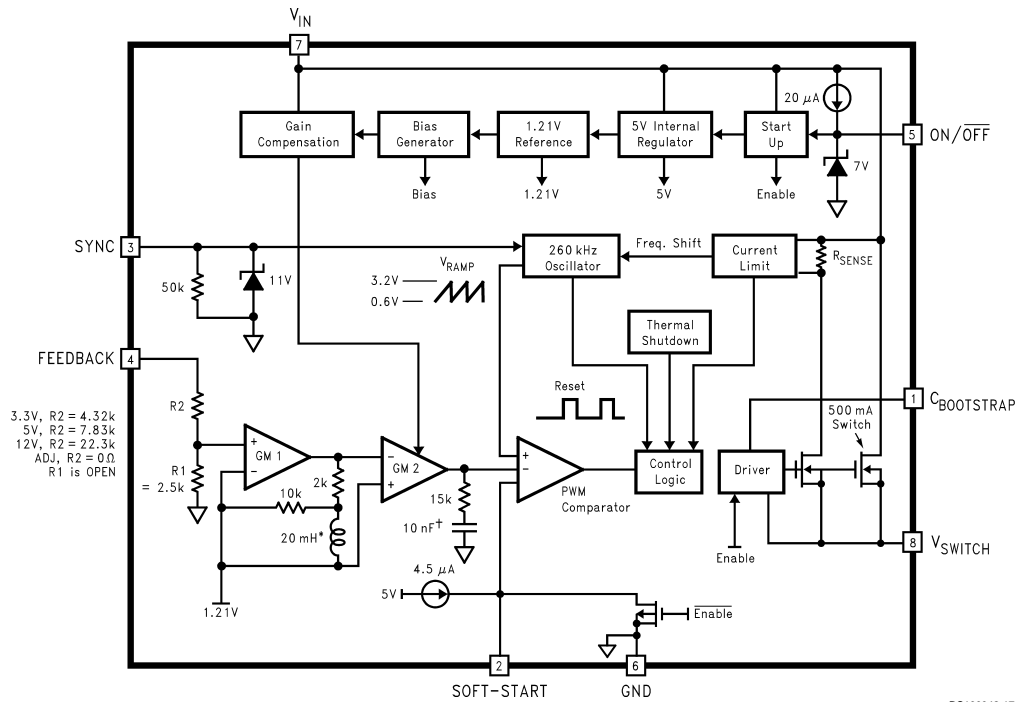 V_IN
7
20 μA
Gain Compensation
Bias Generator
1.21V Reference
5V Internal Regulator
Start Up
5
ON/O̅F̅F̅
7V
Bias
1.21V
5V
Enable
SYNC
3
260 kHz Oscillator
Freq. Shift
Current Limit
R_SENSE
V_RAMP
3.2V
0.6V
50k
11V
Thermal Shutdown
FEEDBACK
4
Reset
1
C_BOOTSTRAP
R2
3.3V, R2 = 4.32k
5V, R2 = 7.83k
12V, R2 = 22.3k
ADJ, R2 = 0Ω
R1 is OPEN
500 mA Switch
+
GM 1
−
R1 = 2.5k
−
GM 2
+
+
−
PWM Comparator
Control Logic
Driver
2k
10k
15k
20 mH*
10 nF†
8
V_SWITCH
Enable
4.5 μA
5V
1.21V
E̅n̅a̅b̅l̅e̅
2
6
SOFT-START
GND